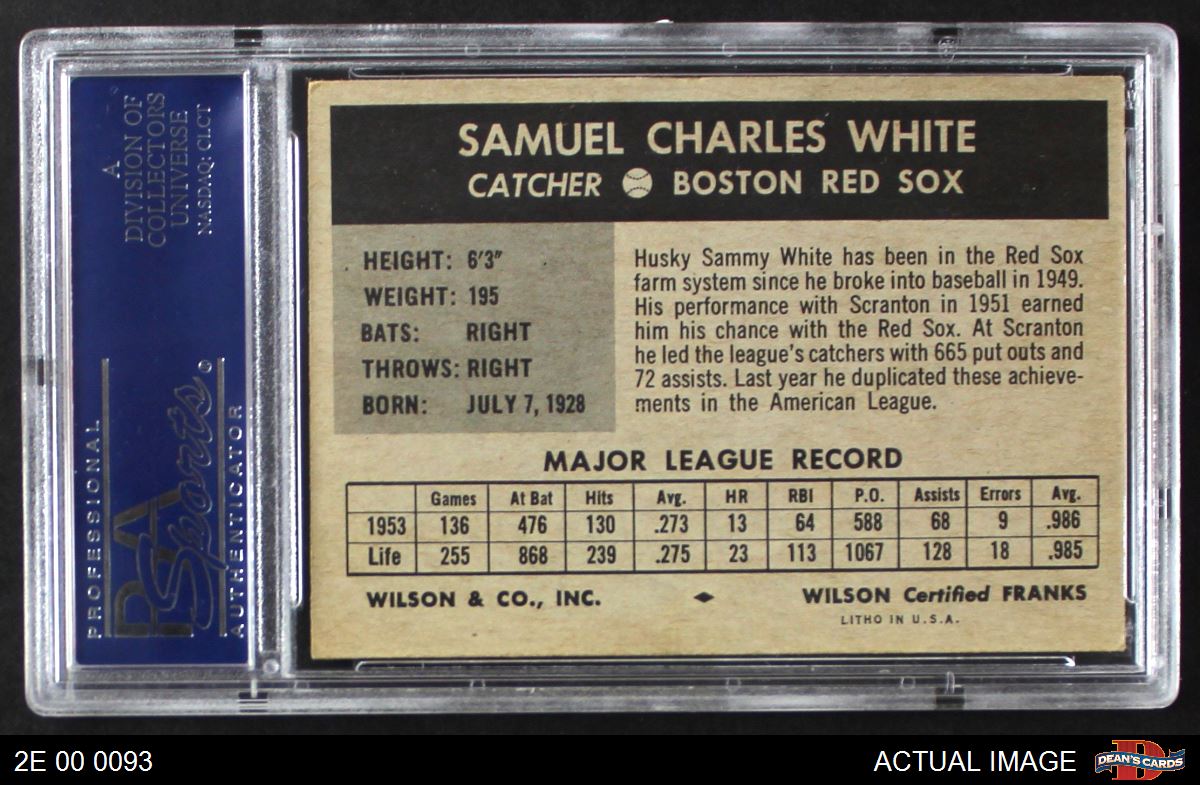 A
DIVISION OF
COLLECTORS
UNIVERSE
NASDAQ: CLCT
PROFESSIONAL
PSA
Sports
AUTHENTICATOR
SAMUEL CHARLES WHITE
CATCHER BOSTON RED SOX
HEIGHT: 6'3"
WEIGHT: 195
BATS: RIGHT
THROWS: RIGHT
BORN: JULY 7, 1928
Husky Sammy White has been in the Red Sox
farm system since he broke into baseball in 1949.
His performance with Scranton in 1951 earned
him his chance with the Red Sox. At Scranton
he led the league's catchers with 665 put outs and
72 assists. Last year he duplicated these achieve-
ments in the American League.
MAJOR LEAGUE RECORD
Games At Bat Hits Avg. HR RBI P.O. Assists Errors Avg.
1953 136 476 130 .273 13 64 588 68 9 .986
Life 255 868 239 .275 23 113 1067 128 18 .985
WILSON & CO., INC. WILSON Certified FRANKS
LITHO IN U.S.A.
2E 00 0093
ACTUAL IMAGE
D
DEAN'S CARDS